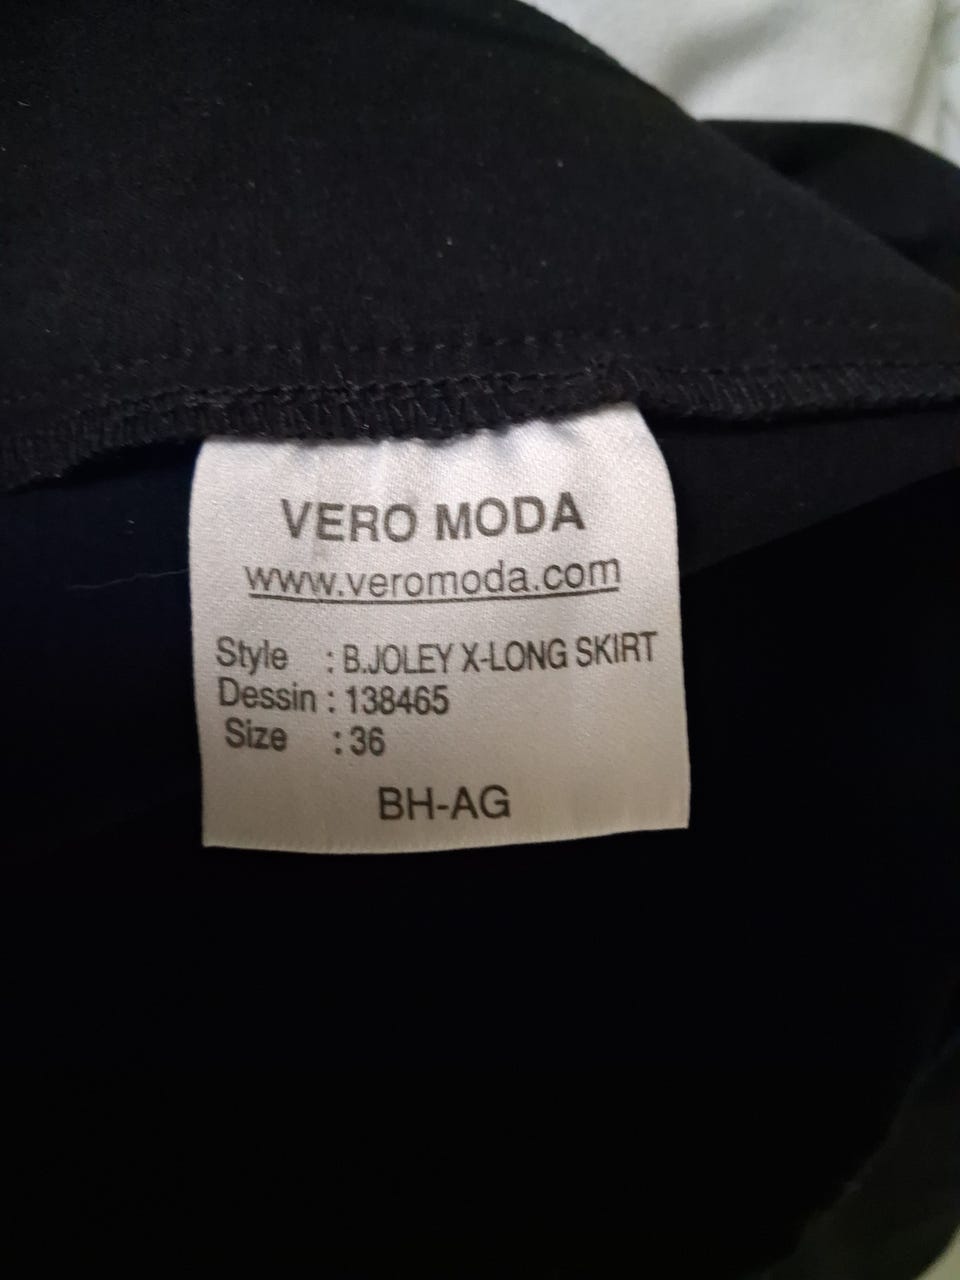 VERO MODA
www.veromoda.com
Style : B.JOLEY X-LONG SKIRT
Dessin : 138465
Size : 36
BH-AG